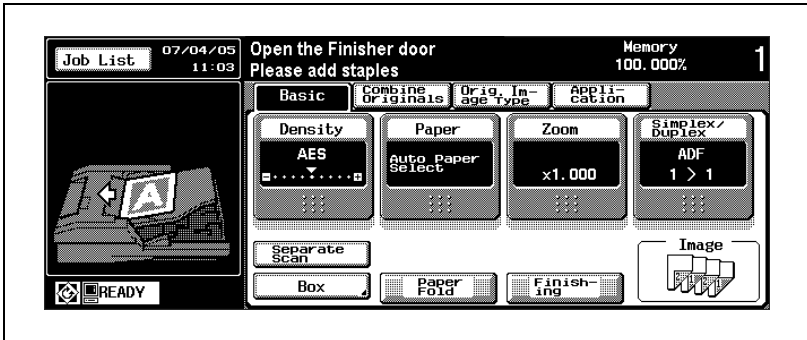 Job List
07/04/05
11:03
Open the Finisher door
Please add staples
Memory
100.000%
1
Basic
Combine
Originals
Orig. Im-
age Type
Appli-
cation
Density
AES
Paper
Auto Paper
Select
Zoom
x1.000
Simplex/
Duplex
ADF
1 > 1
A
Separate
Scan
Box
Paper
Fold
Finish-
ing
Image
READY